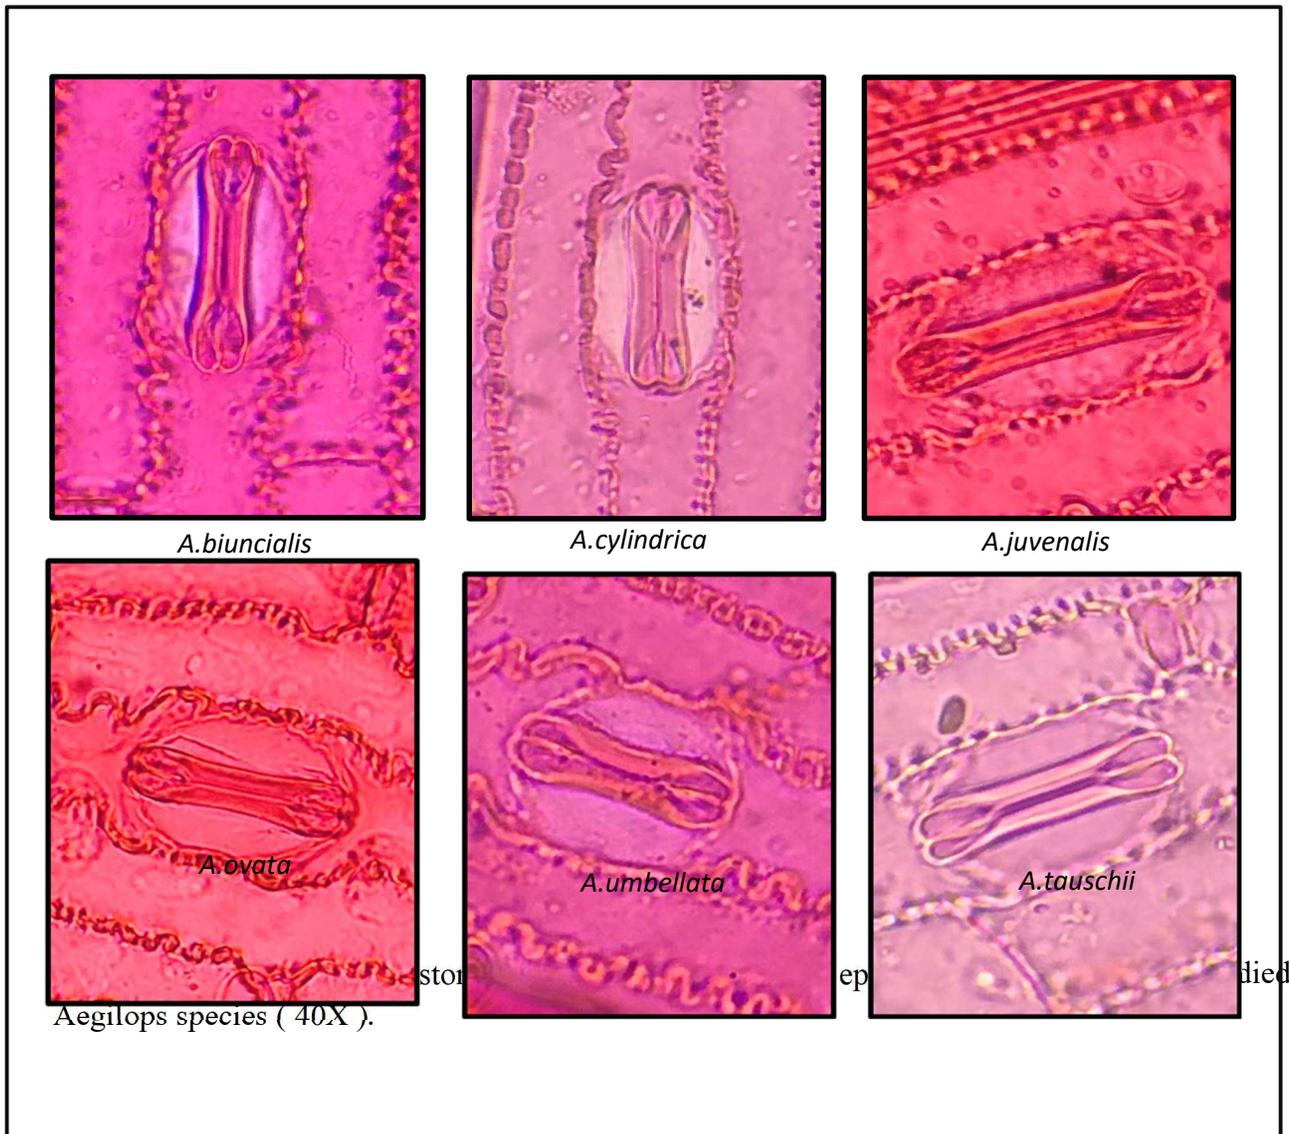 A.biuncialis
A.cylindrica
A.juvenalis
A.ovata
A.umbellata
A.tauschii
Aegilops species ( 40X ).